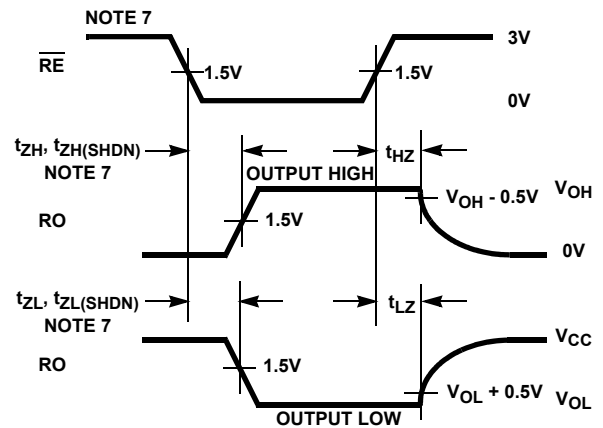 NOTE 7
3V
RE
1.5V
1.5V
0V
tZH, tZH(SHDN)
NOTE 7
tHZ
OUTPUT HIGH
VOH - 0.5V
VOH
RO
1.5V
0V
tZL, tZL(SHDN)
NOTE 7
tLZ
VCC
RO
1.5V
VOL + 0.5V
VOL
OUTPUT LOW